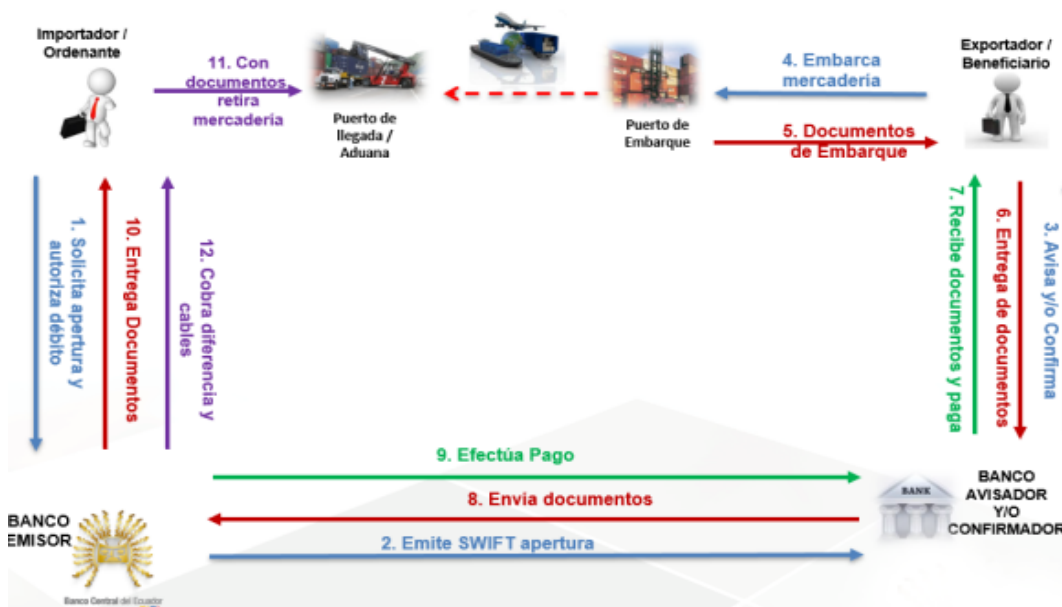 Importador /
Ordenante
11. Con
documentos
retira
mercadería
Puerto de
llegada /
Aduana
Puerto de
Embarque
4. Embarca
mercadería
5. Documentos
de Embarque
Exportador /
Beneficiario
1. Solicita apertura y
autoriza débito
10. Entrega Documentos
12. Cobra diferencia y
cables
7. Recibe documentos y paga
6. Entrega de documentos
3. Avisa y/o Confirma
9. Efectúa Pago
8. Envía documentos
2. Emite SWIFT apertura
BANCO
EMISOR
Banco Central del Ecuador
BANK
BANCO
AVISADOR
Y/O
CONFIRMADOR